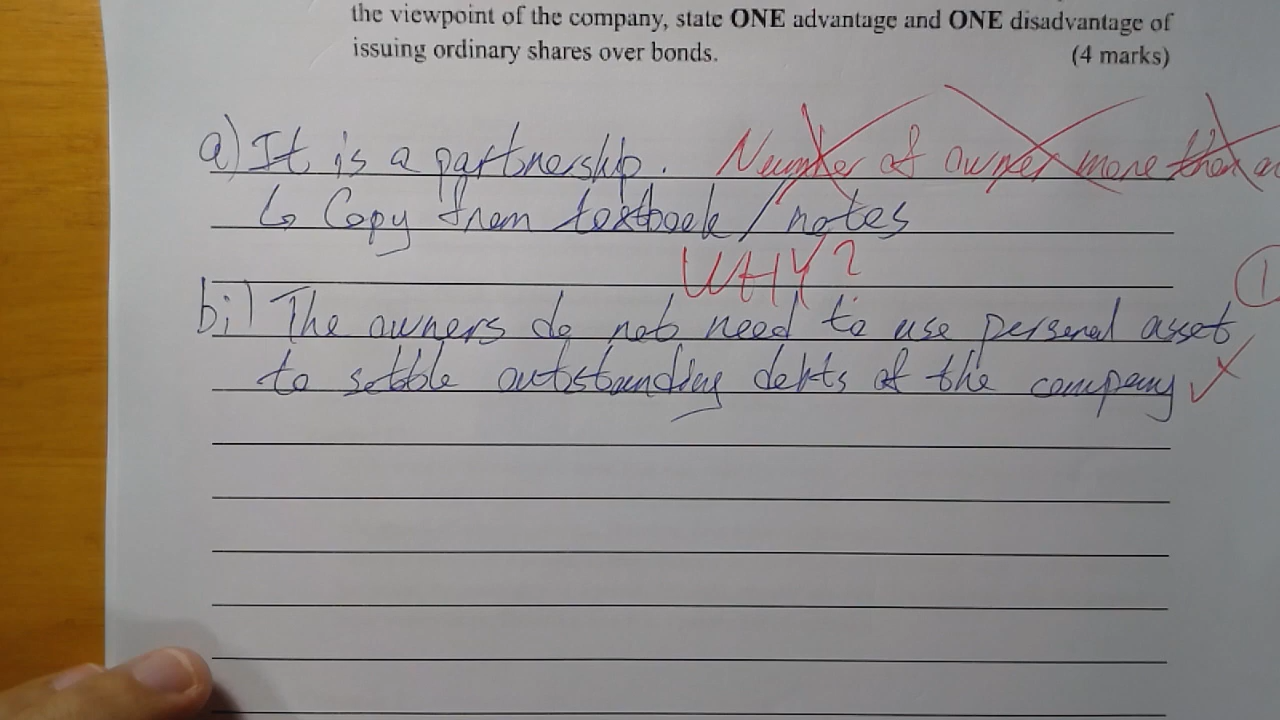 the viewpoint of the company, state ONE advantage and ONE disadvantage of
issuing ordinary shares over bonds. (4 marks)
a) It is a partnership. Number of owner more than
↳ Copy from textbook / notes
WHY?
1
bi) The owners do not need to use personal asset
to settle outstanding debts of the company ✓